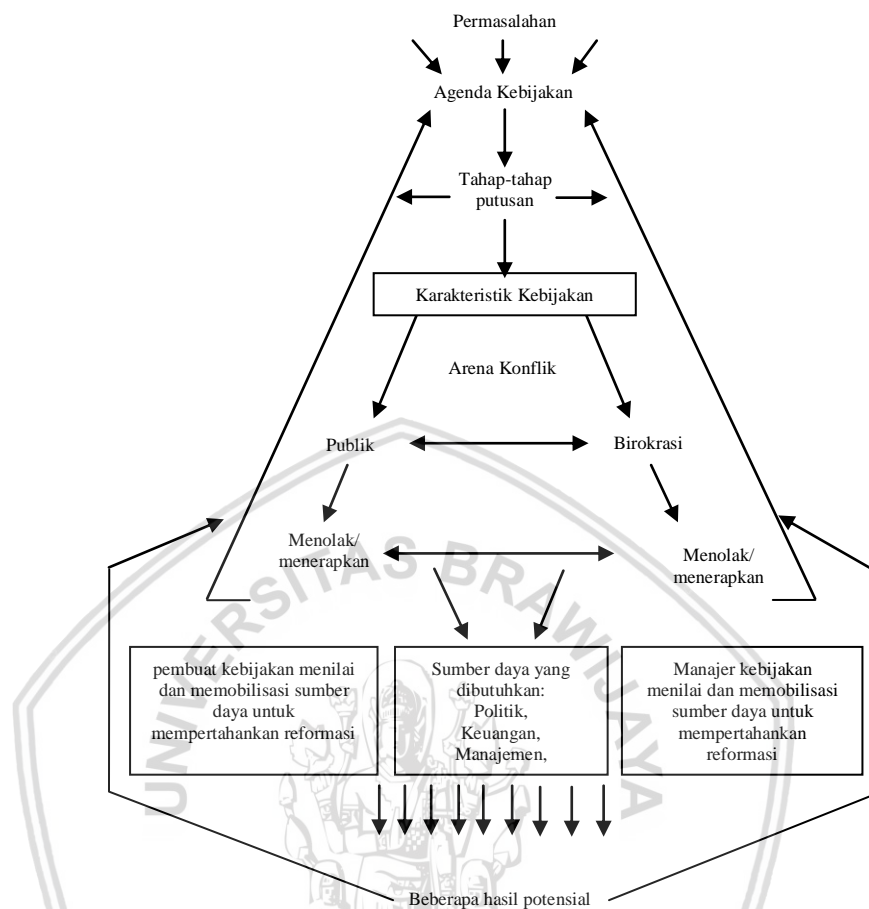 Permasalahan
Agenda Kebijakan
Tahap-tahap
putusan
Karakteristik Kebijakan
Arena Konflik
Publik
Birokrasi
Menolak/
menerapkan
Menolak/
menerapkan
pembuat kebijakan menilai
dan memobilisasi sumber
daya untuk
mempertahankan reformasi
Sumber daya yang
dibutuhkan:
Politik,
Keuangan,
Manajemen,
Manajer kebijakan
menilai dan memobilisasi
sumber daya untuk
mempertahankan
reformasi
Beberapa hasil potensial
UNIVERSITAS BRAWIJAYA